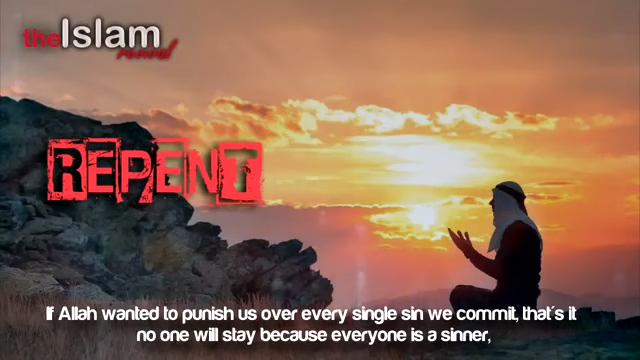 theIslam
revival
REPENT
If Allah wanted to punish us over every single sin we commit, that's it
no one will stay because everyone is a sinner,